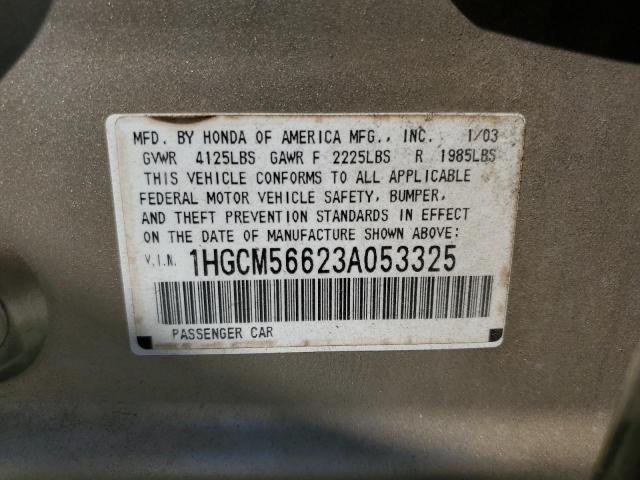 MFD. BY HONDA OF AMERICA MFG., INC. 1/03
GVWR 4125LBS GAWR F 2225LBS R 1985LBS
THIS VEHICLE CONFORMS TO ALL APPLICABLE
FEDERAL MOTOR VEHICLE SAFETY, BUMPER,
AND THEFT PREVENTION STANDARDS IN EFFECT
ON THE DATE OF MANUFACTURE SHOWN ABOVE:
V.I.N. 1HGCM56623A053325
PASSENGER CAR